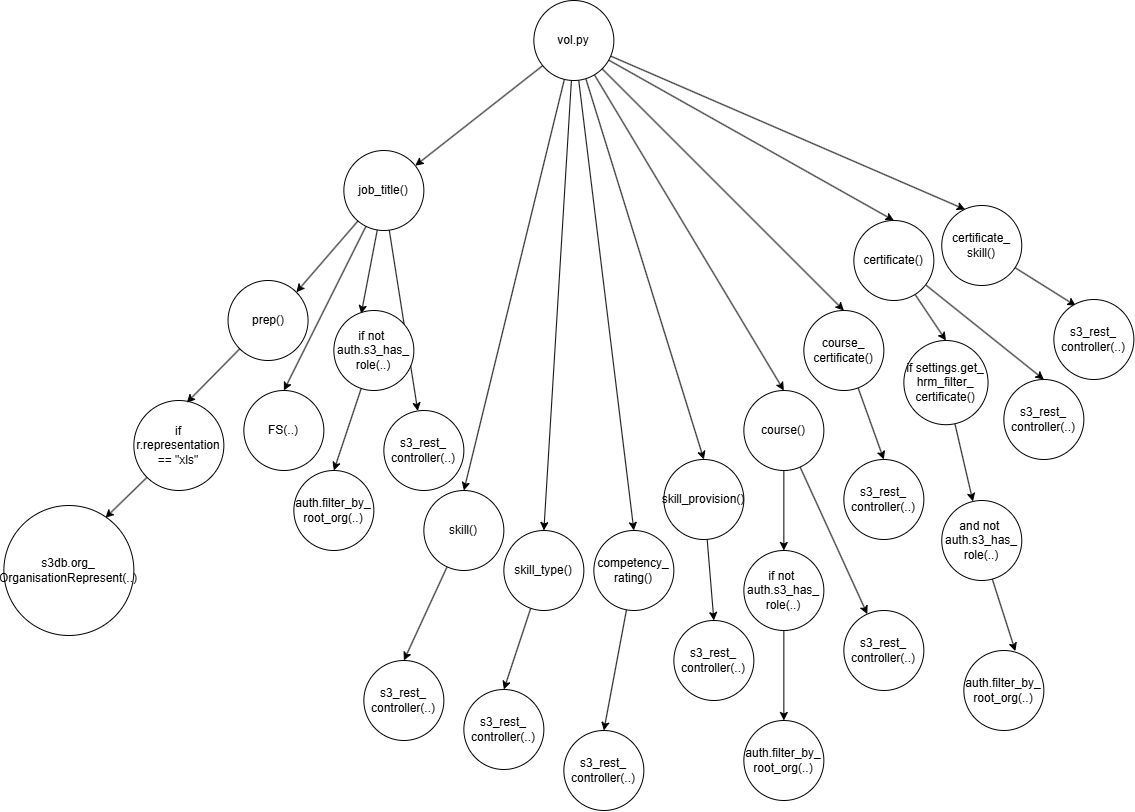 vol.py
job_title()
certificate_
skill()
certificate()
prep()
if not
auth.s3_has_
role(..)
course_
certificate()
s3_rest_
controller(..)
if settings.get_
hrm_filter_
certificate()
s3_rest_
controller(..)
if
r.representation
== "xls"
FS(..)
s3_rest_
controller(..)
course()
auth.filter_by_
root_org(..)
skill_provision()
s3_rest_
controller(..)
skill()
and not
auth.s3_has_
role(..)
s3db.org_
OrganisationRepresent(..)
skill_type()
competency_
rating()
if not
auth.s3_has_
role(..)
s3_rest_
controller(..)
s3_rest_
controller(..)
s3_rest_
controller(..)
auth.filter_by_
root_org(..)
s3_rest_
controller(..)
s3_rest_
controller(..)
auth.filter_by_
root_org(..)